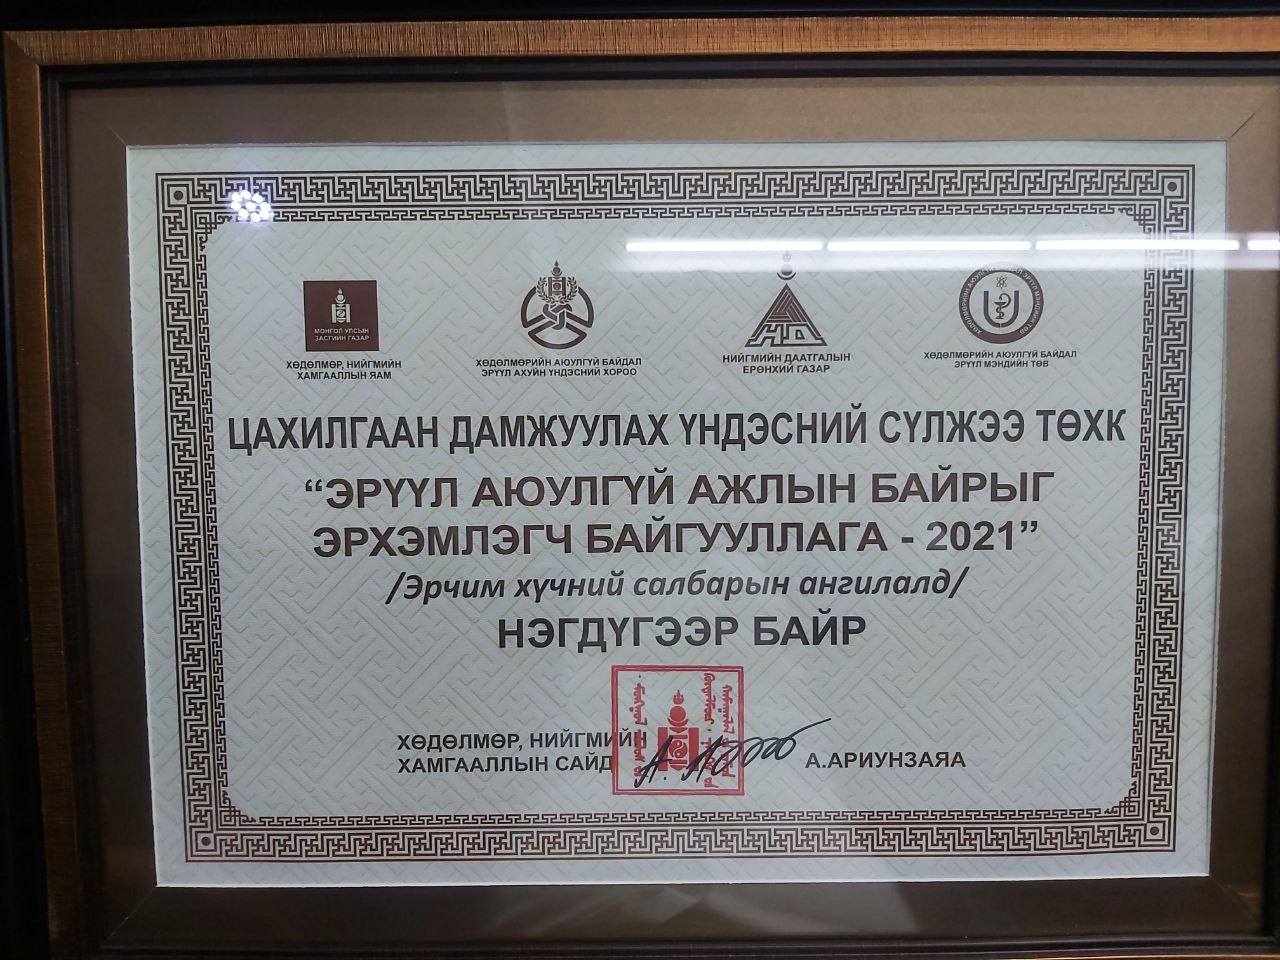 МОНГОЛ УЛСЫН
ЗАСГИЙН ГАЗАР
ХӨДӨЛМӨР, НИЙГМИЙН
ХАМГААЛЛЫН ЯАМ
ХӨДӨЛМӨРИЙН АЮУЛГҮЙ БАЙДАЛ
ЭРҮҮЛ АХУЙН ҮНДЭСНИЙ ХОРОО
НДГ
НИЙГМИЙН ДААТГАЛЫН
ЕРӨНХИЙ ГАЗАР
ХӨДӨЛМӨРИЙН АЮУЛГҮЙ БАЙДАЛ
ЭРҮҮЛ МЭНДИЙН ТӨВ
ЦАХИЛГААН ДАМЖУУЛАХ ҮНДЭСНИЙ СҮЛЖЭЭ ТӨХК
“ЭРҮҮЛ АЮУЛГҮЙ АЖЛЫН БАЙРЫГ
ЭРХЭМЛЭГЧ БАЙГУУЛЛАГА - 2021”
/Эрчим хүчний салбарын ангилалд/
НЭГДҮГЭЭР БАЙР
ХӨДӨЛМӨР, НИЙГМИЙН
ХАМГААЛЛЫН САЙД
А.АРИУНЗАЯА